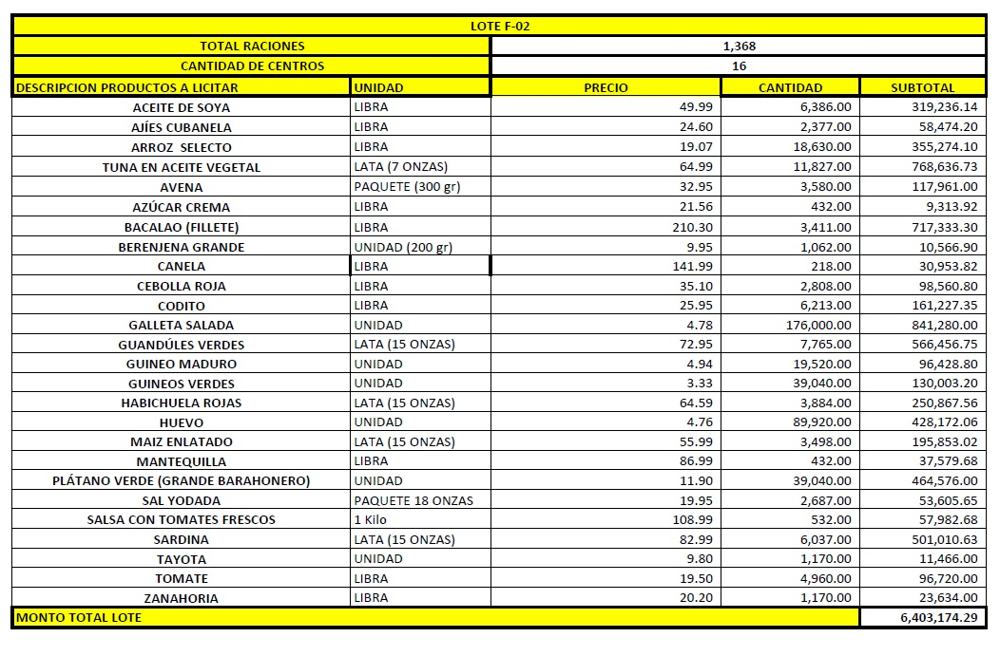 LOTE F-02
TOTAL RACIONES 1,368
CANTIDAD DE CENTROS 16
DESCRIPCION PRODUCTOS A LICITAR UNIDAD PRECIO CANTIDAD SUBTOTAL
ACEITE DE SOYA LIBRA 49.99 6,386.00 319,236.14
AJÍES CUBANELA LIBRA 24.60 2,377.00 58,474.20
ARROZ SELECTO LIBRA 19.07 18,630.00 355,274.10
TUNA EN ACEITE VEGETAL LATA (7 ONZAS) 64.99 11,827.00 768,636.73
AVENA PAQUETE (300 gr) 32.95 3,580.00 117,961.00
AZÚCAR CREMA LIBRA 21.56 432.00 9,313.92
BACALAO (FILLETE) LIBRA 210.30 3,411.00 717,333.30
BERENJENA GRANDE UNIDAD (200 gr) 9.95 1,062.00 10,566.90
CANELA LIBRA 141.99 218.00 30,953.82
CEBOLLA ROJA LIBRA 35.10 2,808.00 98,560.80
CODITO LIBRA 25.95 6,213.00 161,227.35
GALLETA SALADA UNIDAD 4.78 176,000.00 841,280.00
GUANDÚLES VERDES LATA (15 ONZAS) 72.95 7,765.00 566,456.75
GUINEO MADURO UNIDAD 4.94 19,520.00 96,428.80
GUINEOS VERDES UNIDAD 3.33 39,040.00 130,003.20
HABICHUELA ROJAS LATA (15 ONZAS) 64.59 3,884.00 250,867.56
HUEVO UNIDAD 4.76 89,920.00 428,172.06
MAIZ ENLATADO LATA (15 ONZAS) 55.99 3,498.00 195,853.02
MANTEQUILLA LIBRA 86.99 432.00 37,579.68
PLÁTANO VERDE (GRANDE BARAHONERO) UNIDAD 11.90 39,040.00 464,576.00
SAL YODADA PAQUETE 18 ONZAS 19.95 2,687.00 53,605.65
SALSA CON TOMATES FRESCOS 1 Kilo 108.99 532.00 57,982.68
SARDINA LATA (15 ONZAS) 82.99 6,037.00 501,010.63
TAYOTA UNIDAD 9.80 1,170.00 11,466.00
TOMATE LIBRA 19.50 4,960.00 96,720.00
ZANAHORIA LIBRA 20.20 1,170.00 23,634.00
MONTO TOTAL LOTE 6,403,174.29